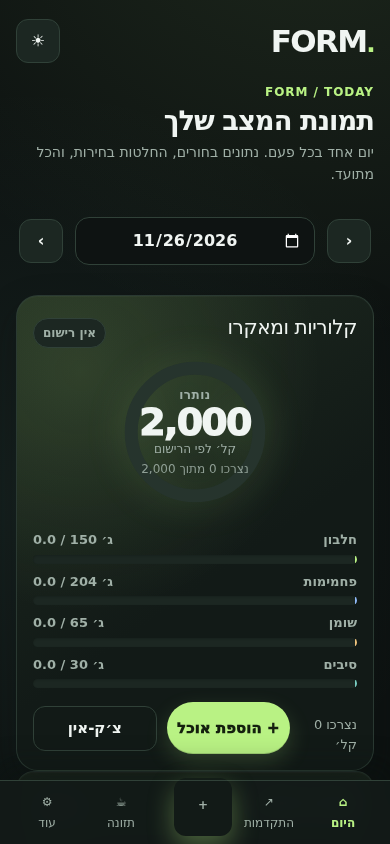 FORM.
☀
FORM / TODAY
תמונת המצב שלך
יום אחד בכל פעם. נתונים בחורים, החלטות בחירות, והכל
מתועד.
‹ 11/26/2026 ›
קלוריות ומאקרו
אין רישום
נותרו
2,000
קל׳ לפי הרישום
נצרכו 0 מתוך 2,000
חלבון
0.0 / 150 ג׳
פחמימות
0.0 / 204 ג׳
שומן
0.0 / 65 ג׳
סיבים
0.0 / 30 ג׳
נצרכו 0
קל׳
+ הוספת אוכל
צ׳ק-אין
היום
התקדמות
+
תזונה
עוד